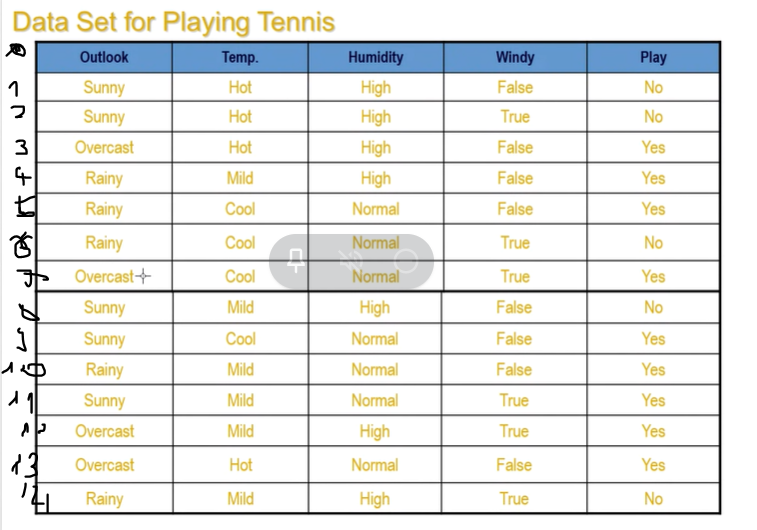 Data Set for Playing Tennis
Outlook Temp. Humidity Windy Play
1 Sunny Hot High False No
2 Sunny Hot High True No
3 Overcast Hot High False Yes
4 Rainy Mild High False Yes
5 Rainy Cool Normal False Yes
Rainy Cool Normal True No
7 Overcast Cool Normal True Yes
Sunny Mild High False No
Sunny Cool Normal False Yes
10 Rainy Mild Normal False Yes
11 Sunny Mild Normal True Yes
12 Overcast Mild High True Yes
13 Overcast Hot Normal False Yes
14 Rainy Mild High True No